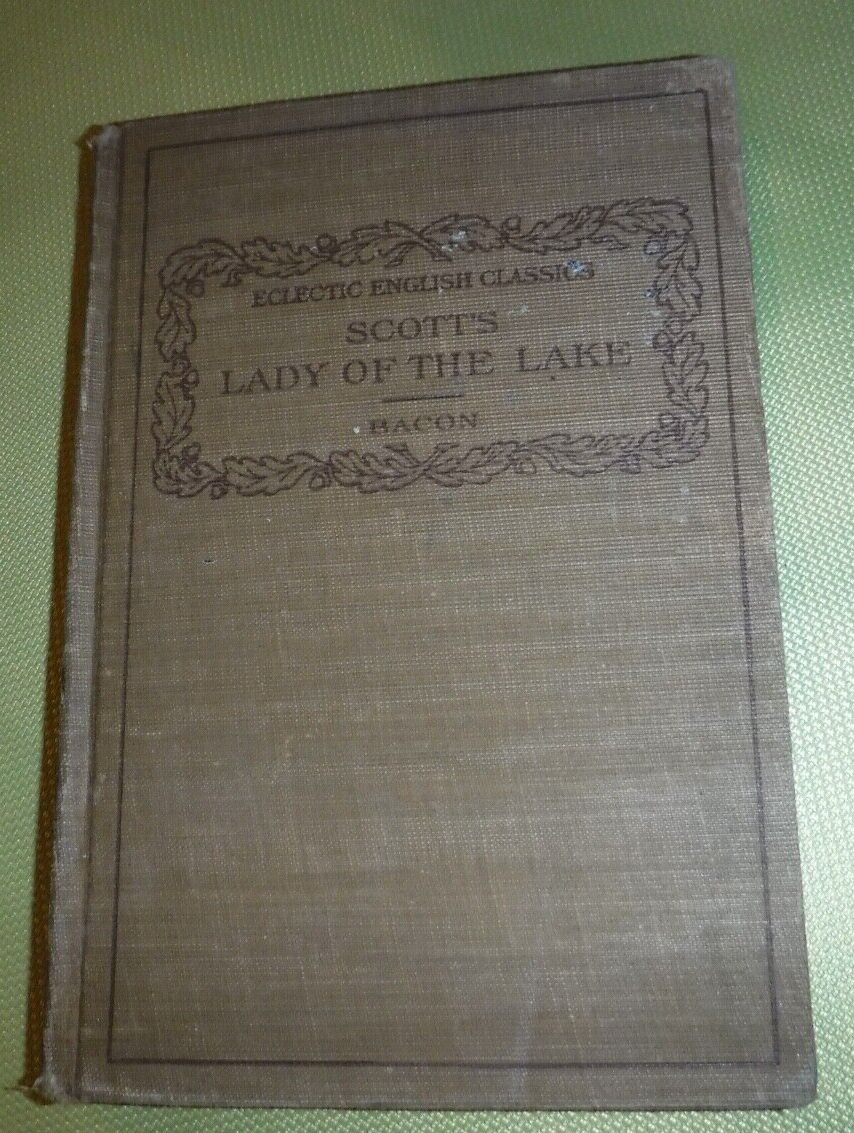 ECLECTIC ENGLISH CLASSICS
SCOTT'S
LADY OF THE LAKE
BACON